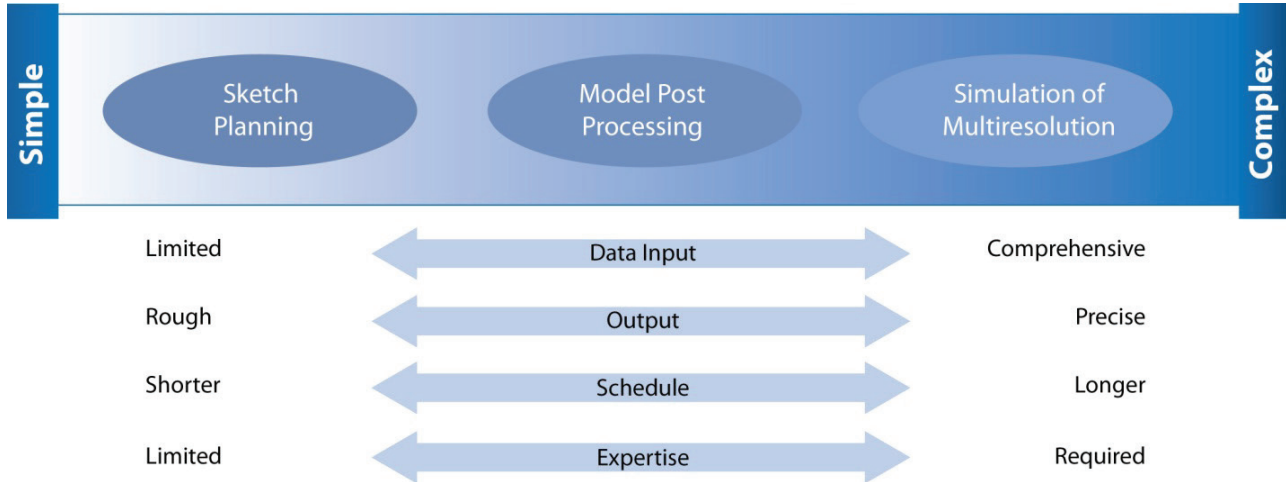 Simple
Sketch
Planning
Model Post
Processing
Simulation of
Multiresolution
Complex
Limited
Data Input
Comprehensive
Rough
Output
Precise
Shorter
Schedule
Longer
Limited
Expertise
Required